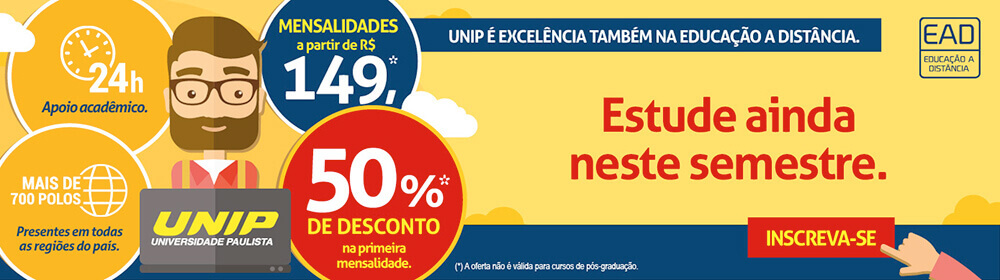 24h
Apoio acadêmico.
MAIS DE
700 POLOS
Presentes em todas
as regiões do país.
UNIP
UNIVERSIDADE PAULISTA
MENSALIDADES
a partir de R$
149,*
50%*
DE DESCONTO
na primeira
mensalidade.
UNIP É EXCELÊNCIA TAMBÉM NA EDUCAÇÃO A DISTÂNCIA.
EAD
EDUCAÇÃO A
DISTÂNCIA
Estude ainda
neste semestre.
INSCREVA-SE
(*) A oferta não é válida para cursos de pós-graduação.